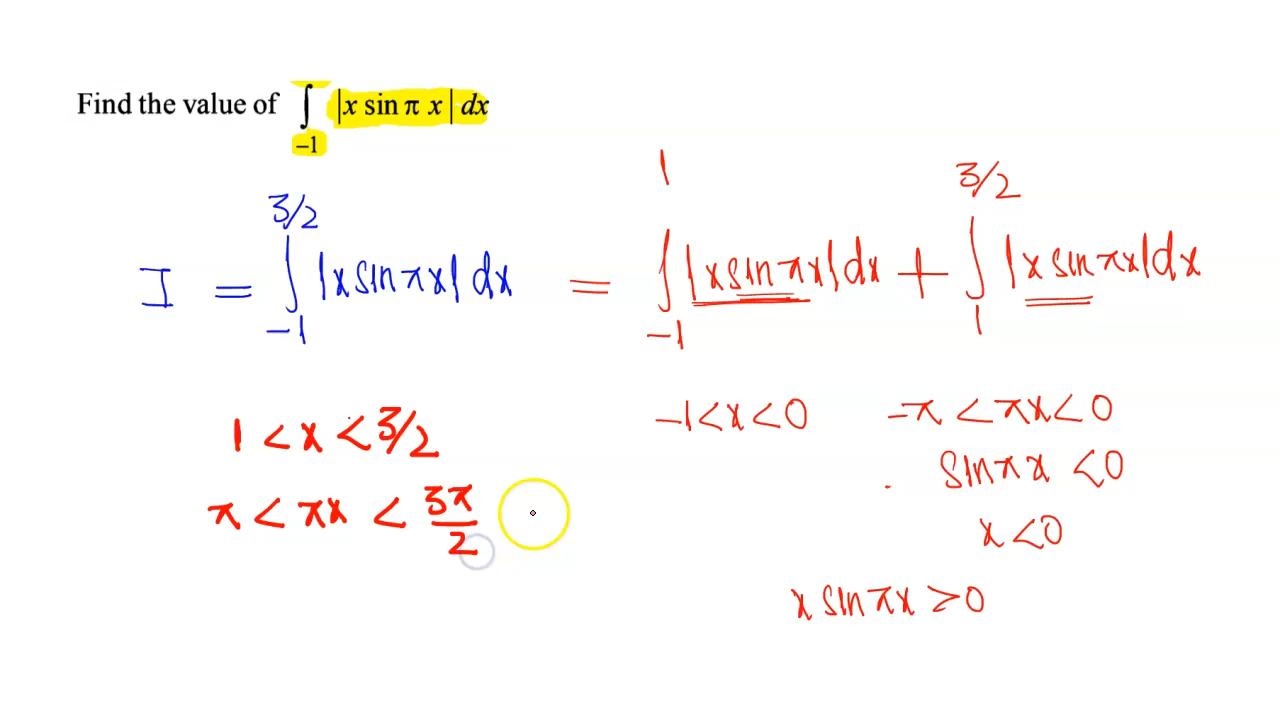 Find the value of ∫_{-1} |x sin π x| dx
I = ∫_{-1}^{3/2} |x sin πx| dx = ∫_{-1}^{1} |x sin πx| dx + ∫_{1}^{3/2} |x sin πx| dx
1 < x < 3/2
π < πx < 3π/2
-1 < x < 0
-π < πx < 0
sin πx < 0
x < 0
x sin πx > 0